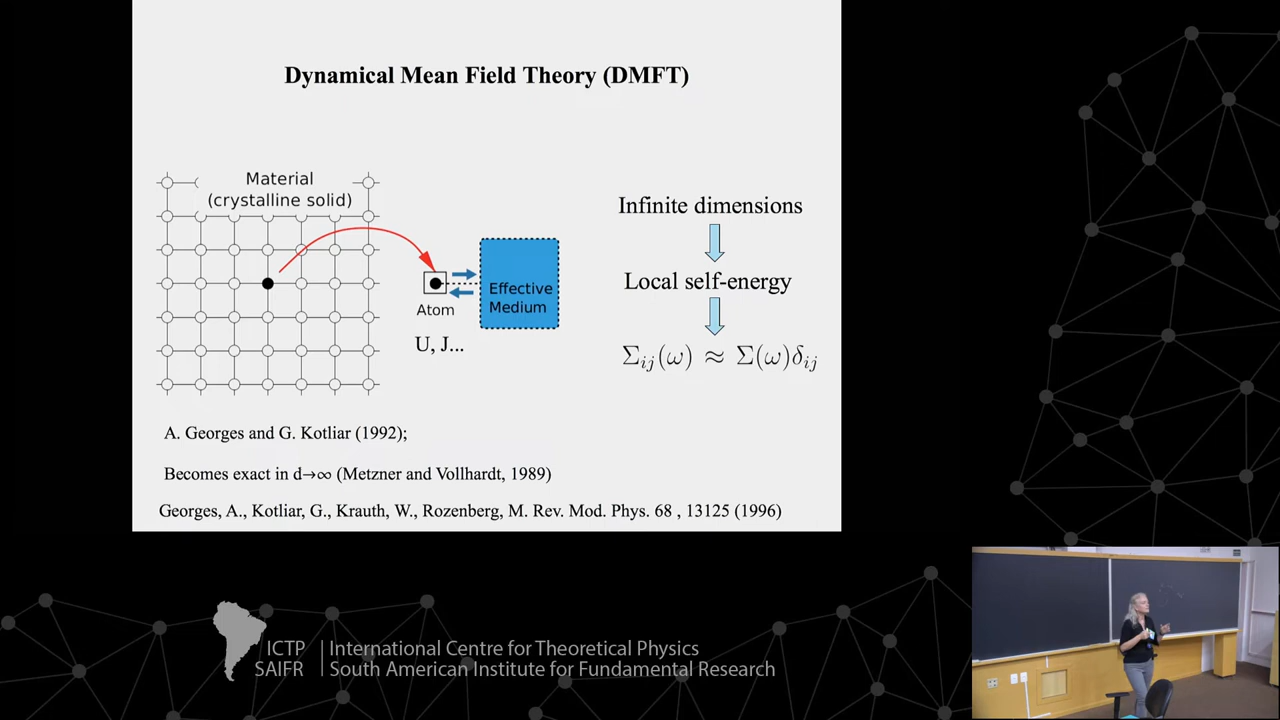 Dynamical Mean Field Theory (DMFT)
Material
(crystalline solid)
Atom
U, J...
Effective
Medium
Infinite dimensions
Local self-energy
Σij(ω) ≈ Σ(ω)δij
A. Georges and G. Kotliar (1992);
Becomes exact in d→∞ (Metzner and Vollhardt, 1989)
Georges, A., Kotliar, G., Krauth, W., Rozenberg, M. Rev. Mod. Phys. 68 , 13125 (1996)
ICTP
SAIFR
International Centre for Theoretical Physics
South American Institute for Fundamental Research